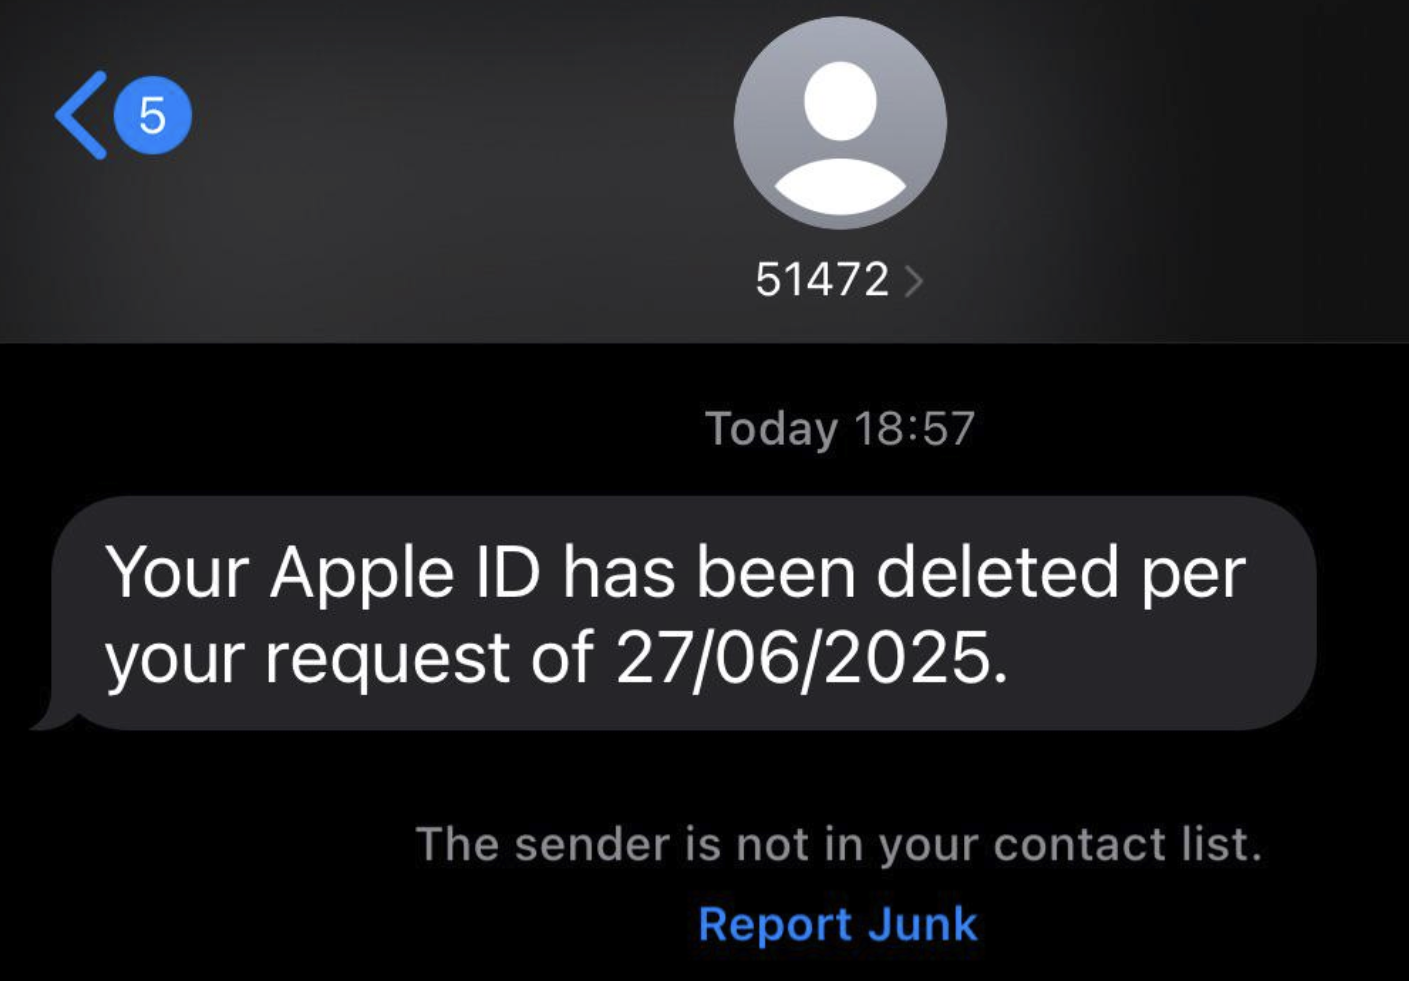 5
51472
Today 18:57
Your Apple ID has been deleted per
your request of 27/06/2025.
The sender is not in your contact list.
Report Junk